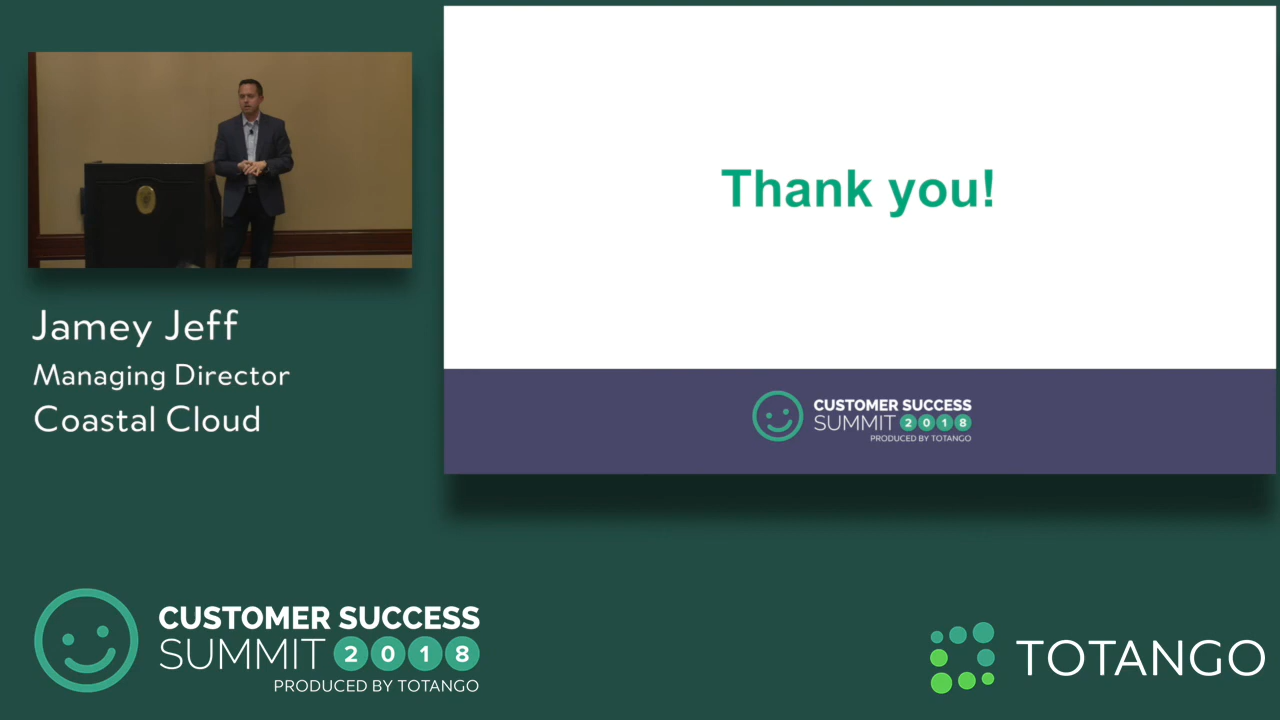 Thank you!
CUSTOMER SUCCESS
SUMMIT 2018
PRODUCED BY TOTANGO
Jamey Jeff
Managing Director
Coastal Cloud
CUSTOMER SUCCESS
SUMMIT 2018
PRODUCED BY TOTANGO
TOTANGO